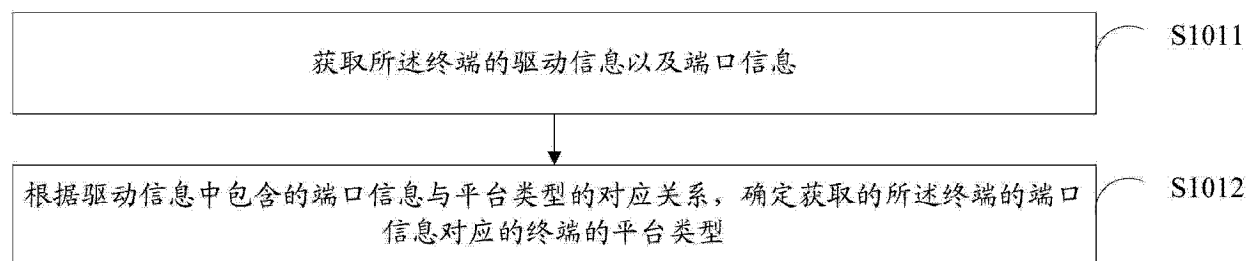 获取所述终端的驱动信息以及端口信息
S1011
根据驱动信息中包含的端口信息与平台类型的对应关系，确定获取的所述终端的端口
信息对应的终端的平台类型
S1012